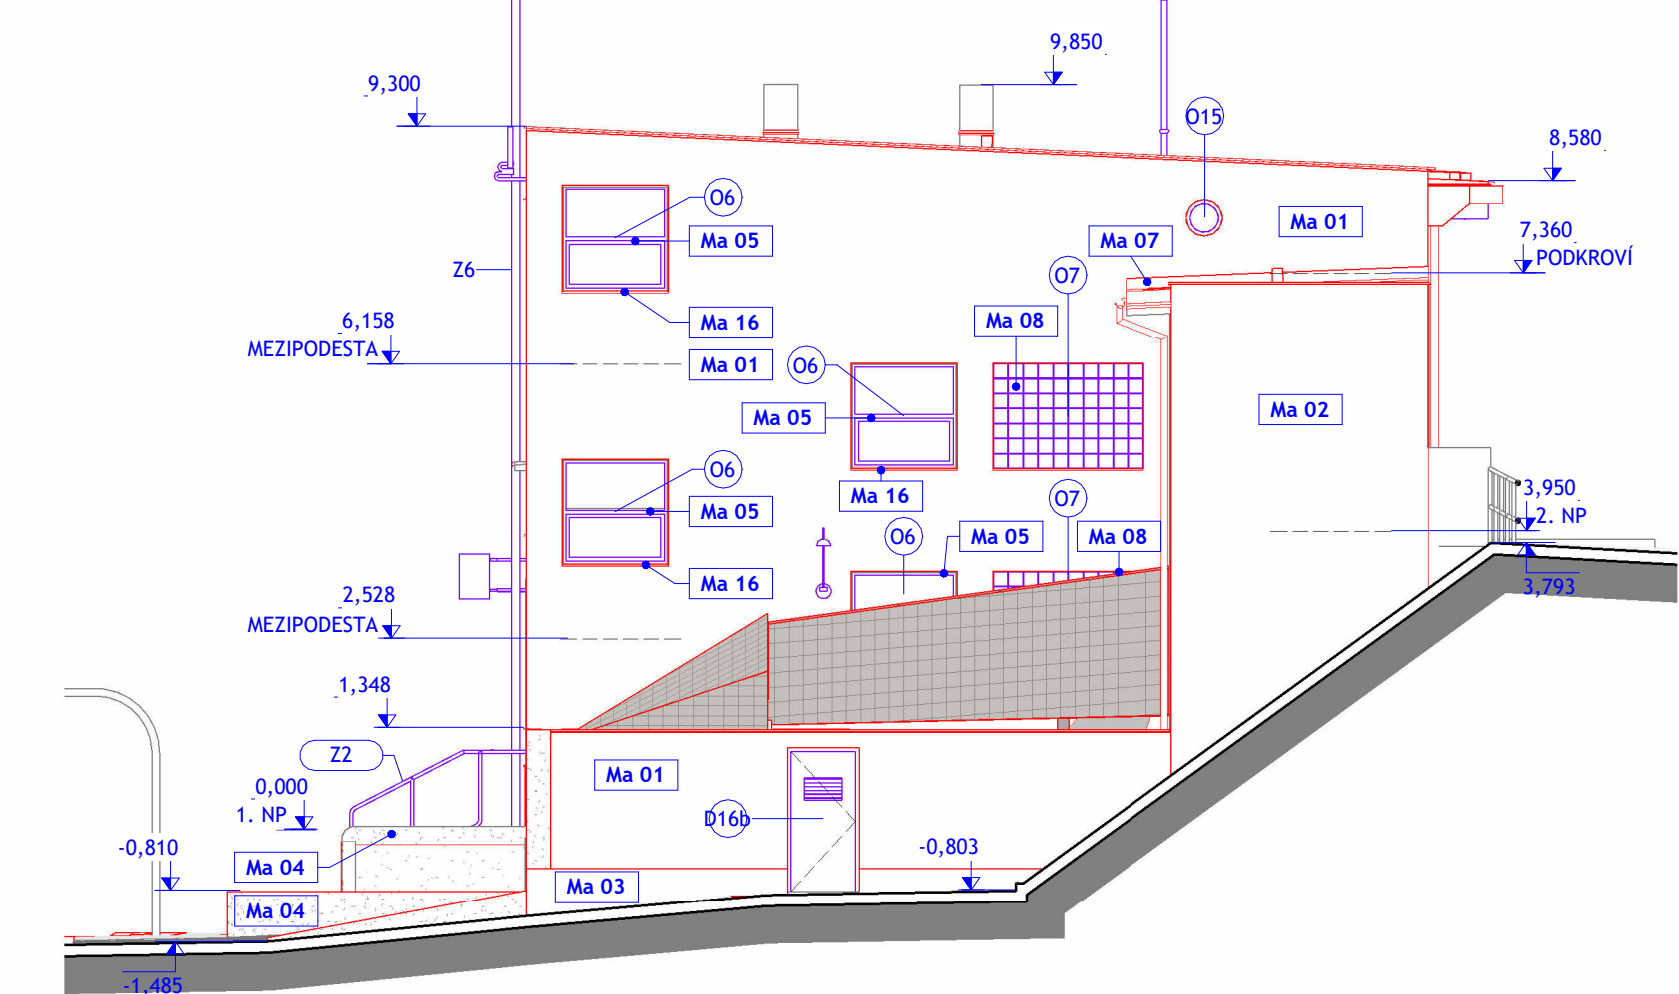 9,850
9,300
O15
8,580
O6
Ma 01
Ma 05
Ma 07
7,360
PODKROVÍ
Z6
O7
Ma 16
Ma 08
6,158
MEZIPODESTA
Ma 01
O6
Ma 05
Ma 02
O6
Ma 16
3,950
2. NP
O7
Ma 05
O6
Ma 05
Ma 08
Ma 16
3,793
2,528
MEZIPODESTA
1,348
Z2
Ma 01
0,000
1. NP
D16b
-0,810
-0,803
Ma 04
Ma 03
Ma 04
-1,485